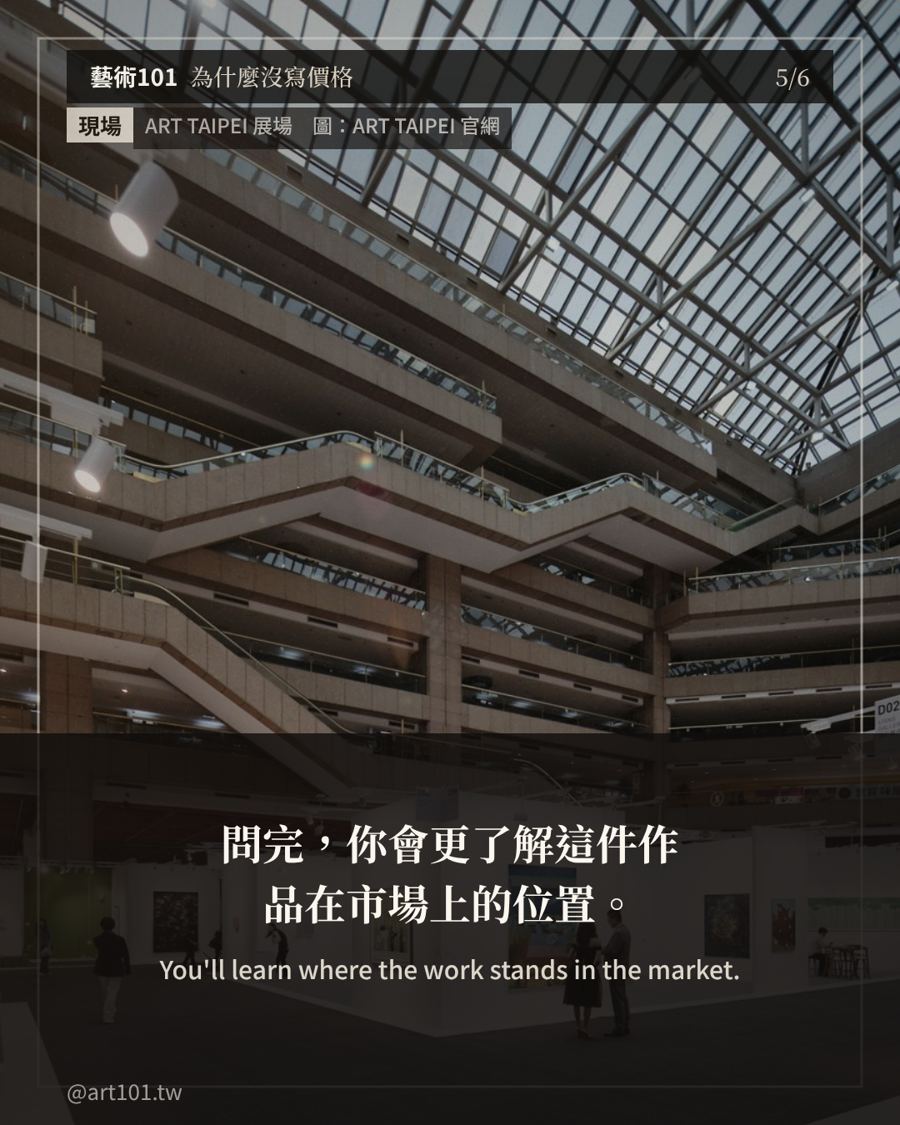 藝術101 為什麼沒寫價格 5/6
現場 ART TAIPEI 展場 圖：ART TAIPEI 官網
D02
問完，你會更了解這件作
品在市場上的位置。
You'll learn where the work stands in the market.
@art101.tw